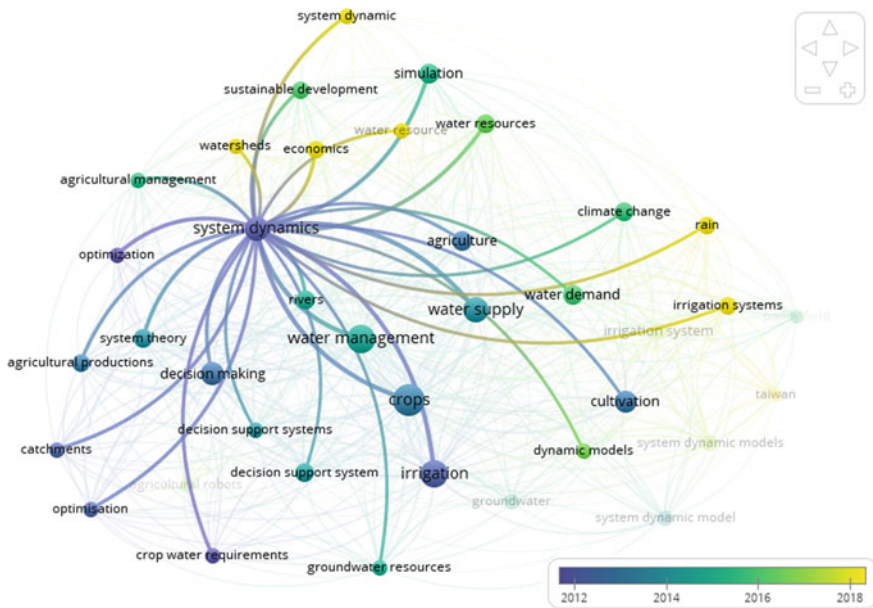 system dynamic
simulation
sustainable development
water resources
water resource
watersheds
economics
agricultural management
climate change
rain
system dynamics
agriculture
optimization
water demand
rivers
irrigation systems
water supply
irrigation system
system theory
water management
agricultural productions
decision making
taiwan
crops
cultivation
decision support systems
system dynamic models
catchments
dynamic models
decision support system
irrigation
agricultural robots
groundwater
optimisation
system dynamic model
crop water requirements
groundwater resources
2012
2014
2016
2018